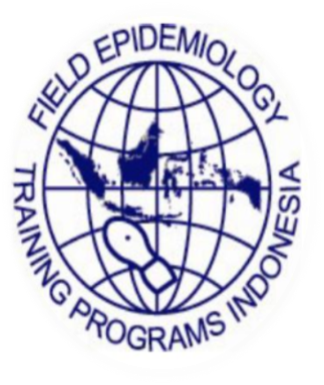 FIELD EPIDEMIOLOGY
TRAINING PROGRAMS INDONESIA